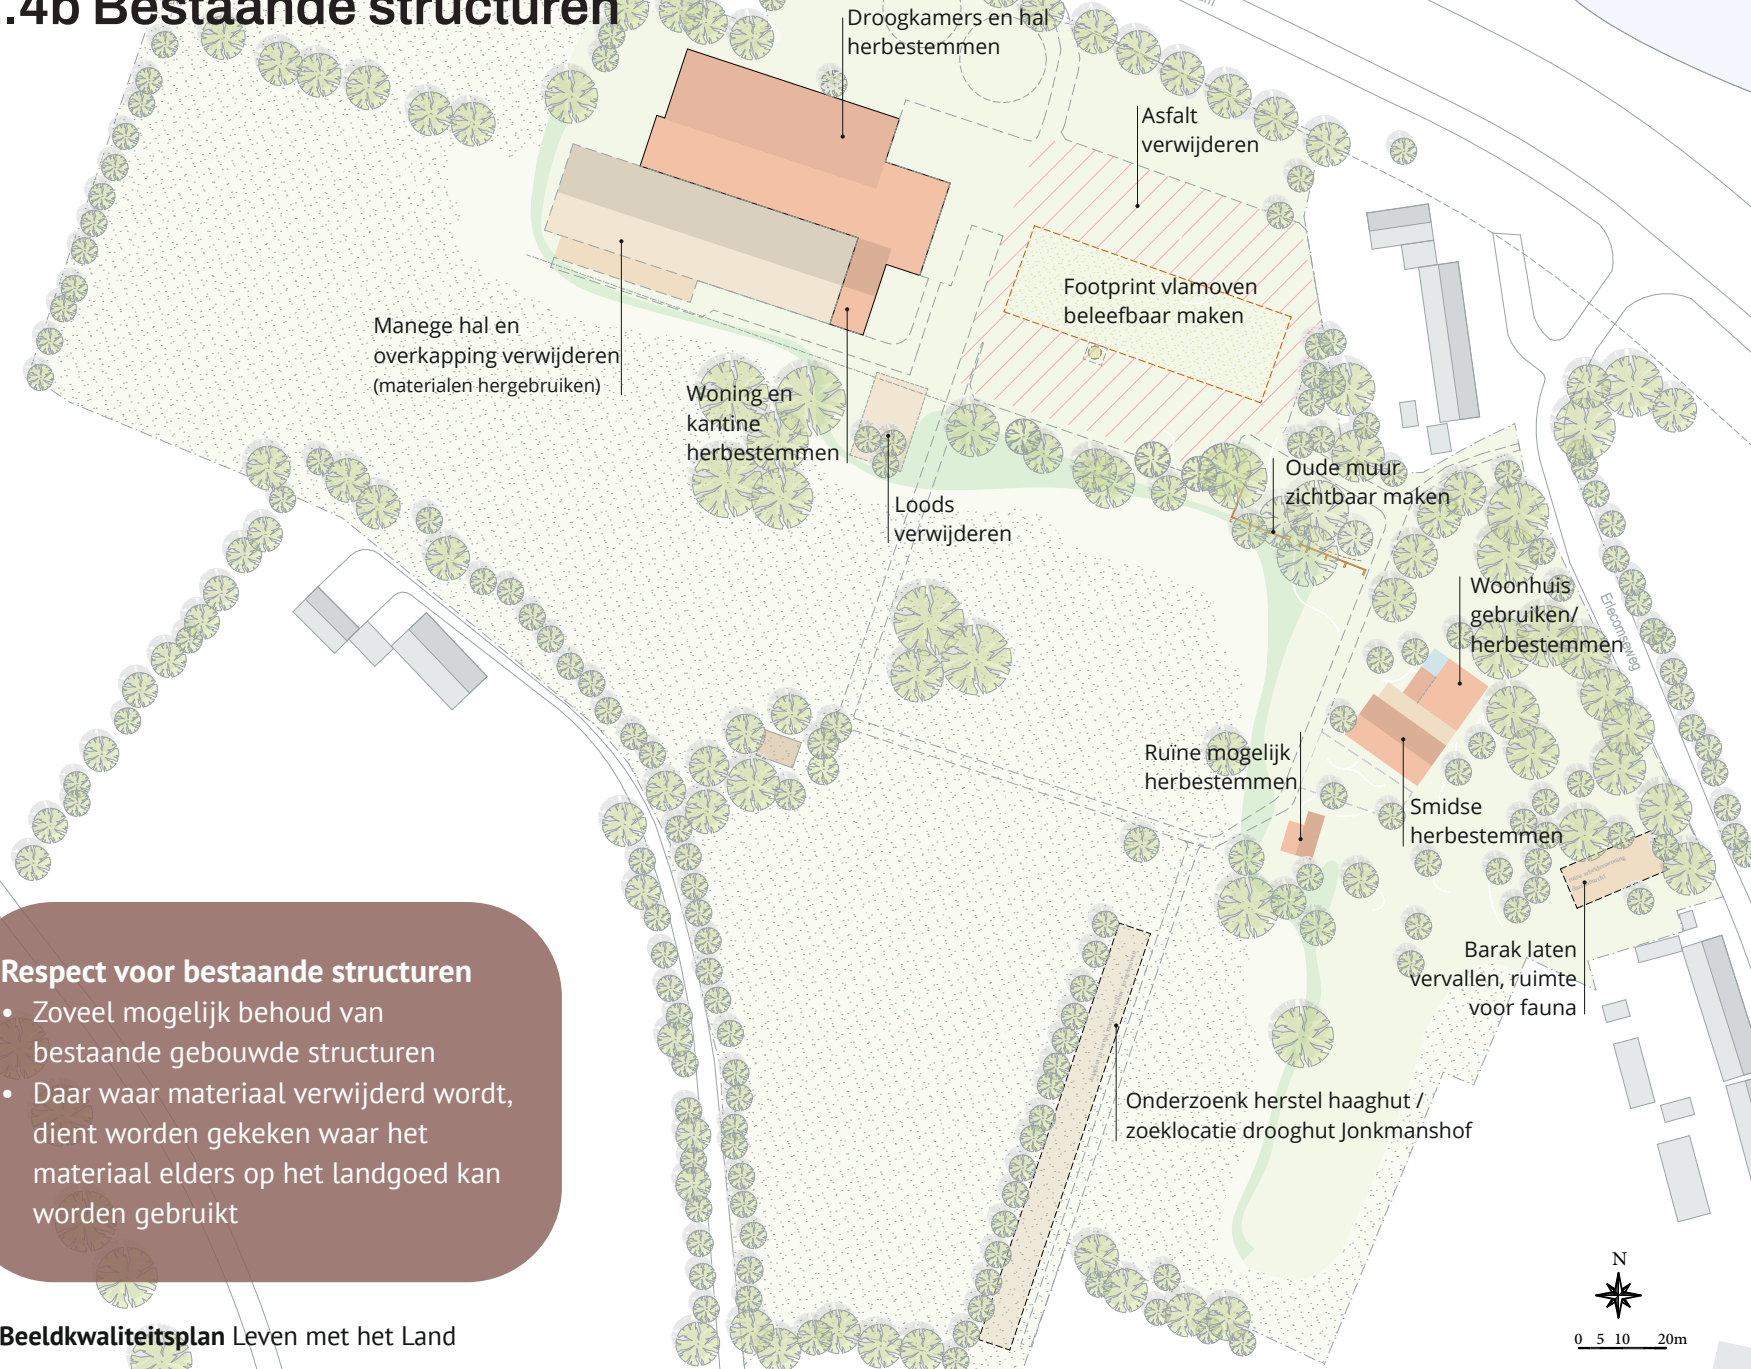 .4b Bestaande structuren
Droogkamers en hal
herbestemmen
Asfalt
verwijderen
Footprint vlamoven
beleefbaar maken
Manege hal en
overkapping verwijderen
(materialen hergebruiken)
Woning en
kantine
herbestemmen
Loods
verwijderen
Oude muur
zichtbaar maken
Woonhuis
gebruiken/
herbestemmen
Erlecomseweg
Ruïne mogelijk
herbestemmen
Smidse
herbestemmen
Barak laten
vervallen, ruimte
voor fauna
Onderzoenk herstel haaghut /
zoeklocatie drooghut Jonkmanshof
Respect voor bestaande structuren
• Zoveel mogelijk behoud van
bestaande gebouwde structuren
• Daar waar materiaal verwijderd wordt,
dient worden gekeken waar het
materiaal elders op het landgoed kan
worden gebruikt
Beeldkwaliteitsplan Leven met het Land
N
0 5 10 20m